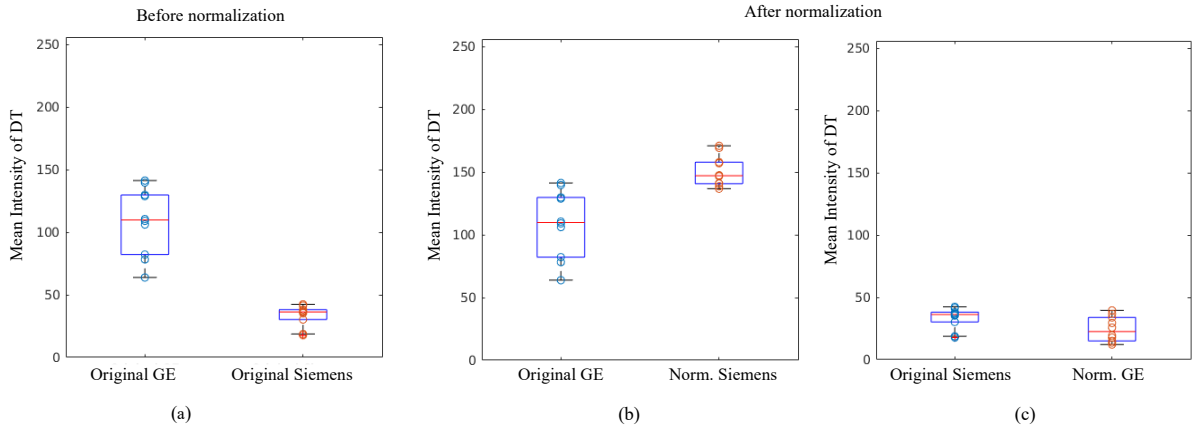 Before normalization
After normalization
Mean Intensity of DT
250
200
150
100
50
0
Original GE
Original Siemens
(a)
Mean Intensity of DT
250
200
150
100
50
0
Original GE
Norm. Siemens
(b)
Mean Intensity of DT
250
200
150
100
50
0
Original Siemens
Norm. GE
(c)